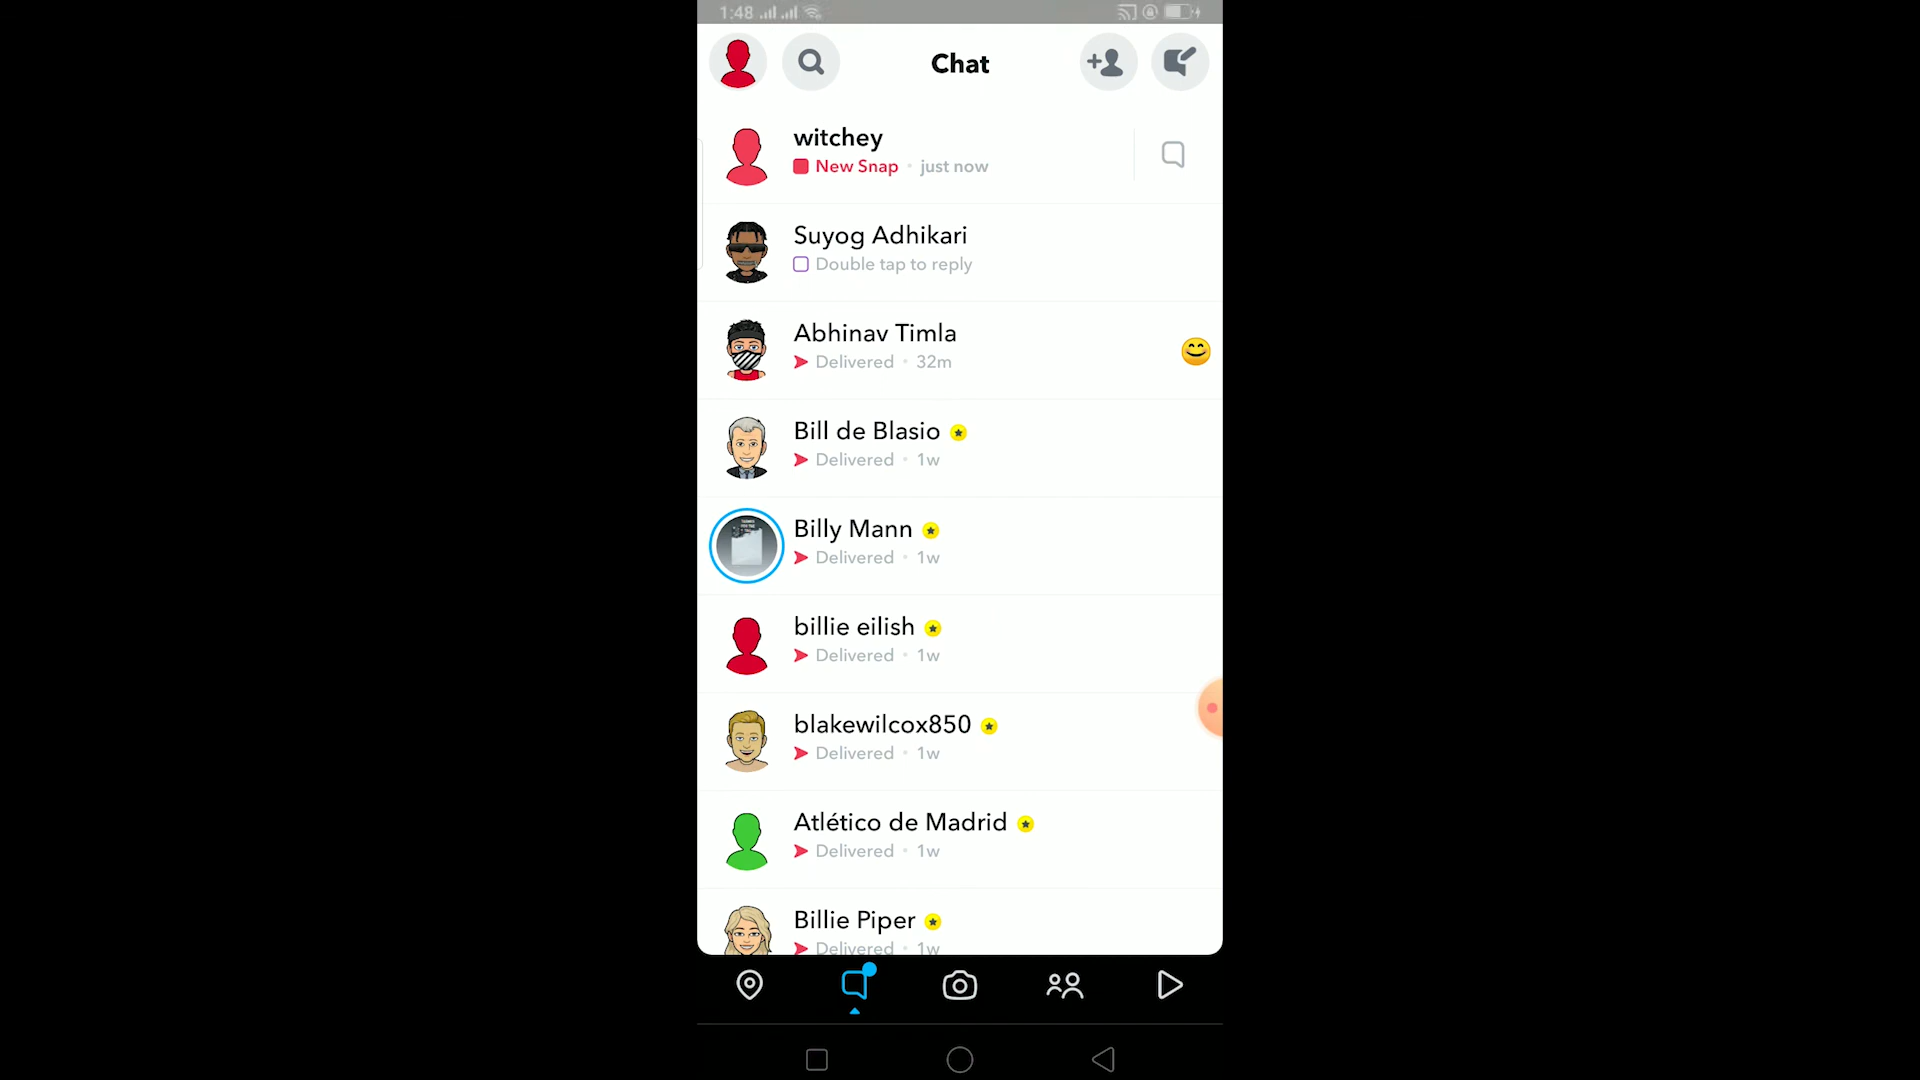 1:48
Chat
witchey
New Snap · just now
Suyog Adhikari
Double tap to reply
Abhinav Timla
Delivered · 32m
Bill de Blasio
Delivered · 1w
Billy Mann
Delivered · 1w
billie eilish
Delivered · 1w
blakewilcox850
Delivered · 1w
Atlético de Madrid
Delivered · 1w
Billie Piper
Delivered · 1w